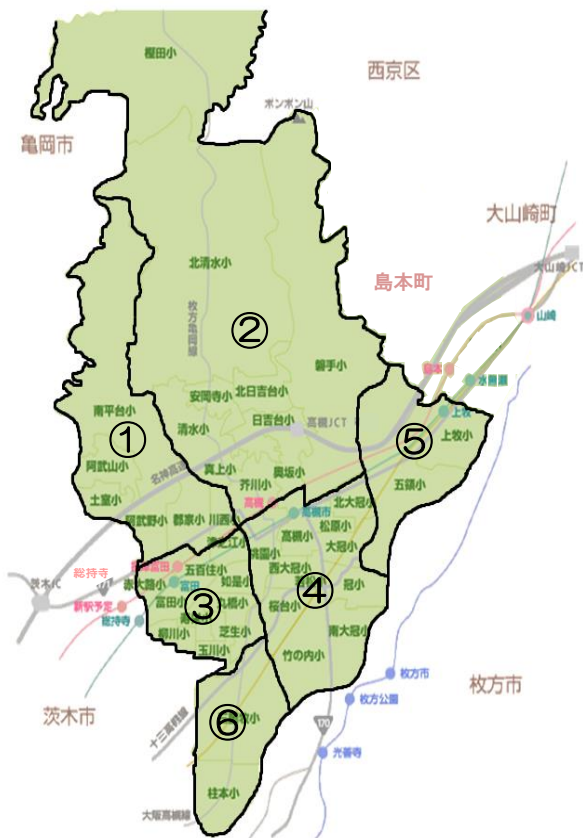 樫田小
西京区
ポンポン山
亀岡市
大山崎町
北清水小
島本町
大山崎JCT
枚方亀岡線
山崎
②
磐手小
島本
水無瀬
安岡寺小
北日吉台小
南平台小
上牧
①
清水小
日吉台小
高槻JCT
⑤
上牧小
阿武山小
名神高速
真上小
奥坂小
芥川小
五領小
土室小
高槻
北大冠小
阿武野小
郡家小
川西小
高槻市
松原小
高槻小
大冠小
桃園小
総持寺
五百住小
西大冠小
茨木IC
赤大路小
富田
如是小
④
冠小
新駅予定
富田小
③
丸橋小
桜台小
総持寺
柳川小
芝生小
南大冠小
玉川小
竹の内小
枚方市
枚方市
茨木市
⑥
十三高槻線
枚方公園
170
光善寺
柱本小
大阪高槻線